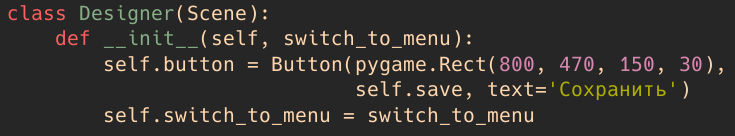 class Designer(Scene):
    def __init__(self, switch_to_menu):
        self.button = Button(pygame.Rect(800, 470, 150, 30),
                             self.save, text='Сохранить')
        self.switch_to_menu = switch_to_menu